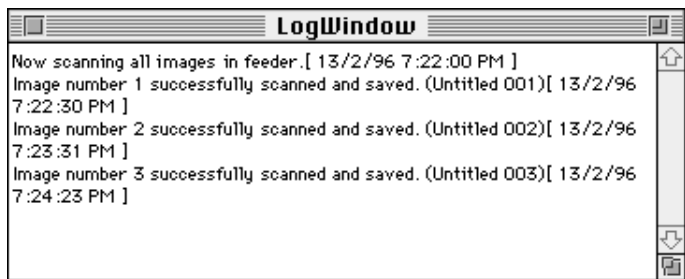 LogWindow
Now scanning all images in feeder.[ 13/2/96 7:22:00 PM ]
Image number 1 successfully scanned and saved. (Untitled 001)[ 13/2/96
7:22:30 PM ]
Image number 2 successfully scanned and saved. (Untitled 002)[ 13/2/96
7:23:31 PM ]
Image number 3 successfully scanned and saved. (Untitled 003)[ 13/2/96
7:24:23 PM ]